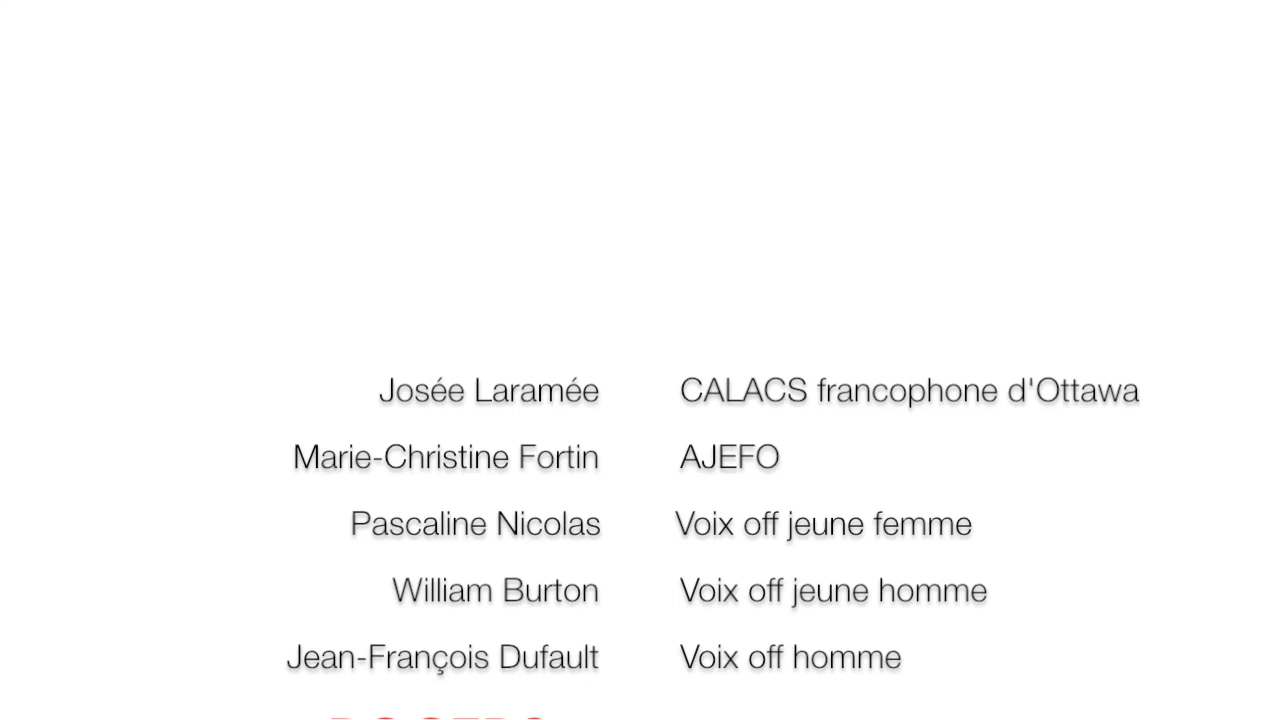 Josée Laramée CALACS francophone d'Ottawa
Marie-Christine Fortin AJEFO
Pascaline Nicolas Voix off jeune femme
William Burton Voix off jeune homme
Jean-François Dufault Voix off homme